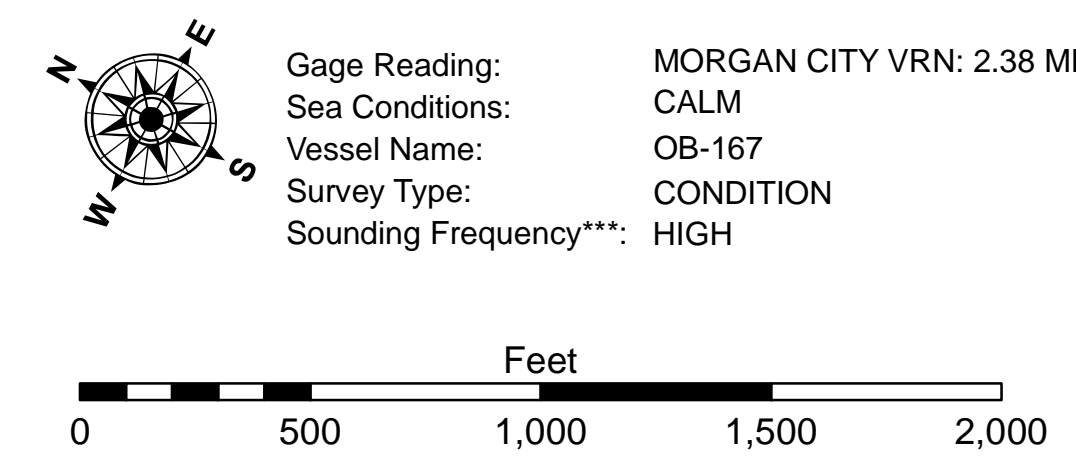 N
E
S
W
Gage Reading: MORGAN CITY VRN: 2.38
Sea Conditions: CALM
Vessel Name: OB-167
Survey Type: CONDITION
Sounding Frequency***: HIGH
Feet
0 500 1,000 1,500 2,000